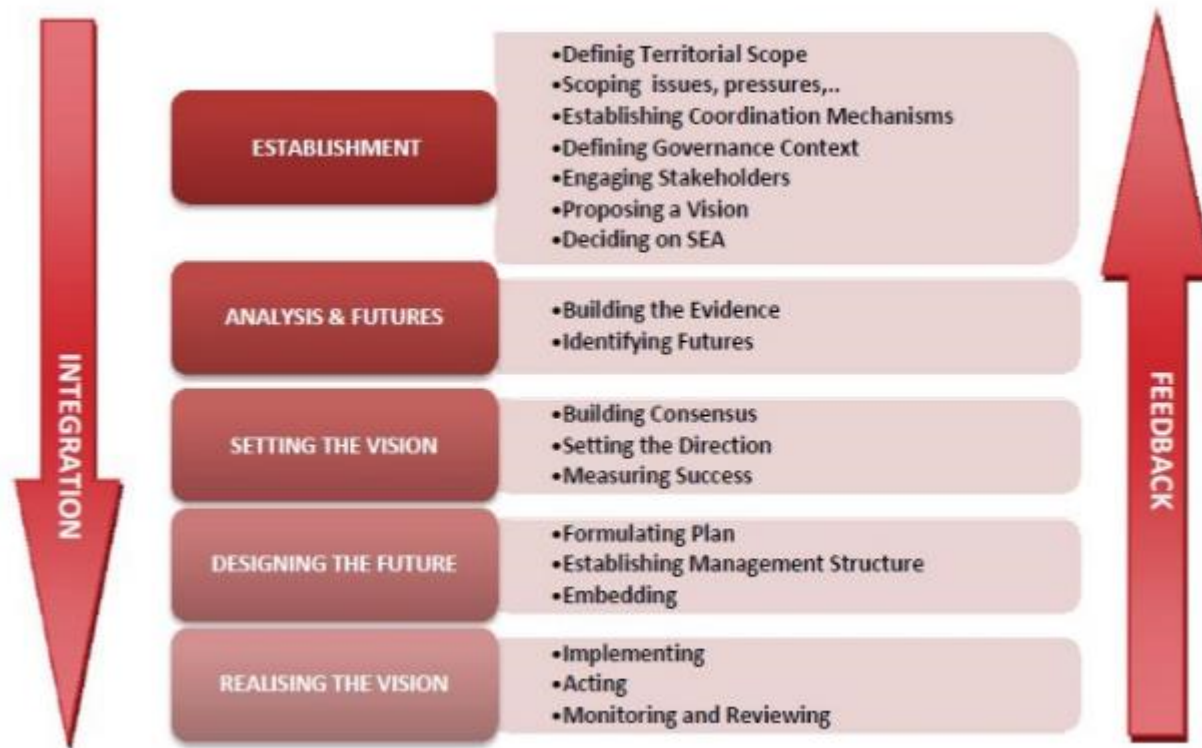 INTEGRATION
ESTABLISHMENT
•Definig Territorial Scope
•Scoping issues, pressures,..
•Establishing Coordination Mechanisms
•Defining Governance Context
•Engaging Stakeholders
•Proposing a Vision
•Deciding on SEA
ANALYSIS & FUTURES
•Building the Evidence
•Identifying Futures
SETTING THE VISION
•Building Consensus
•Setting the Direction
•Measuring Success
DESIGNING THE FUTURE
•Formulating Plan
•Establishing Management Structure
•Embedding
REALISING THE VISION
•Implementing
•Acting
•Monitoring and Reviewing
FEEDBACK